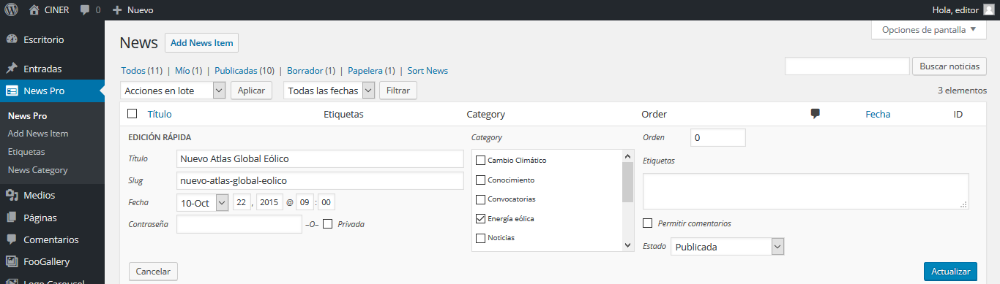 CINER 0 + Nuevo Hola, editor
Escritorio
Entradas
News Pro
News Pro
Add News Item
Etiquetas
News Category
Medios
Páginas
Comentarios
FooGallery
Logo Carousel
Opciones de pantalla
News Add News Item
Todos (11) | Mío (1) | Publicadas (10) | Borrador (1) | Papelera (1) | Sort News
Buscar noticias
Acciones en lote Aplicar Todas las fechas Filtrar 3 elementos
Título Etiquetas Category Order Fecha ID
EDICIÓN RÁPIDA
Título Nuevo Atlas Global Eólico
Slug nuevo-atlas-global-eolico
Fecha 10-Oct 22 , 2015 @ 09 : 00
Contraseña –O– Privada
Category
Cambio Climático
Conocimiento
Convocatorias
Energía eólica
Noticias
Orden 0
Etiquetas
Permitir comentarios
Estado Publicada
Cancelar Actualizar